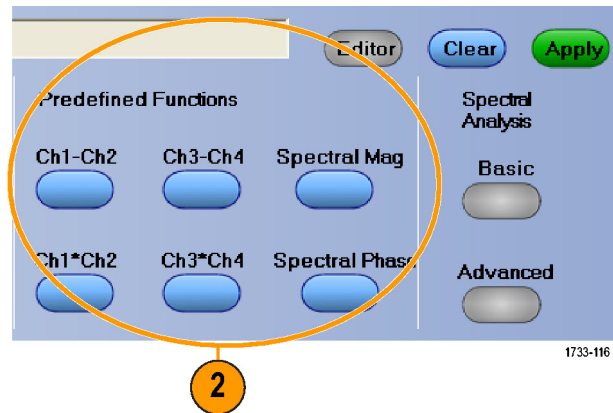 Editor Clear Apply
Predefined Functions
Spectral
Analysis
Ch1-Ch2 Ch3-Ch4 Spectral Mag
Basic
Ch1*Ch2 Ch3*Ch4 Spectral Phase
Advanced
1733-116
2